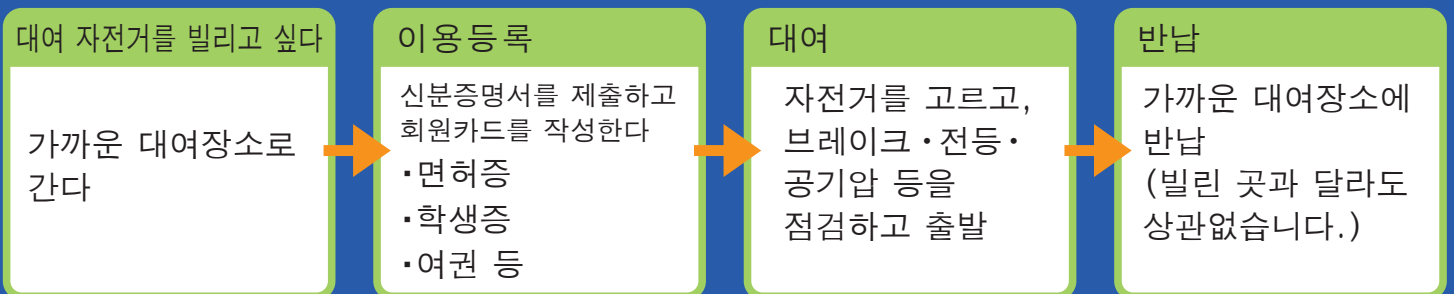 대여 자전거를 빌리고 싶다
가까운 대여장소로
간다
이용등록
신분증명서를 제출하고
회원카드를 작성한다
･면허증
･학생증
･여권 등
대여
자전거를 고르고,
브레이크･전등･
공기압 등을
점검하고 출발
반납
가까운 대여장소에
반납
(빌린 곳과 달라도
상관없습니다.)